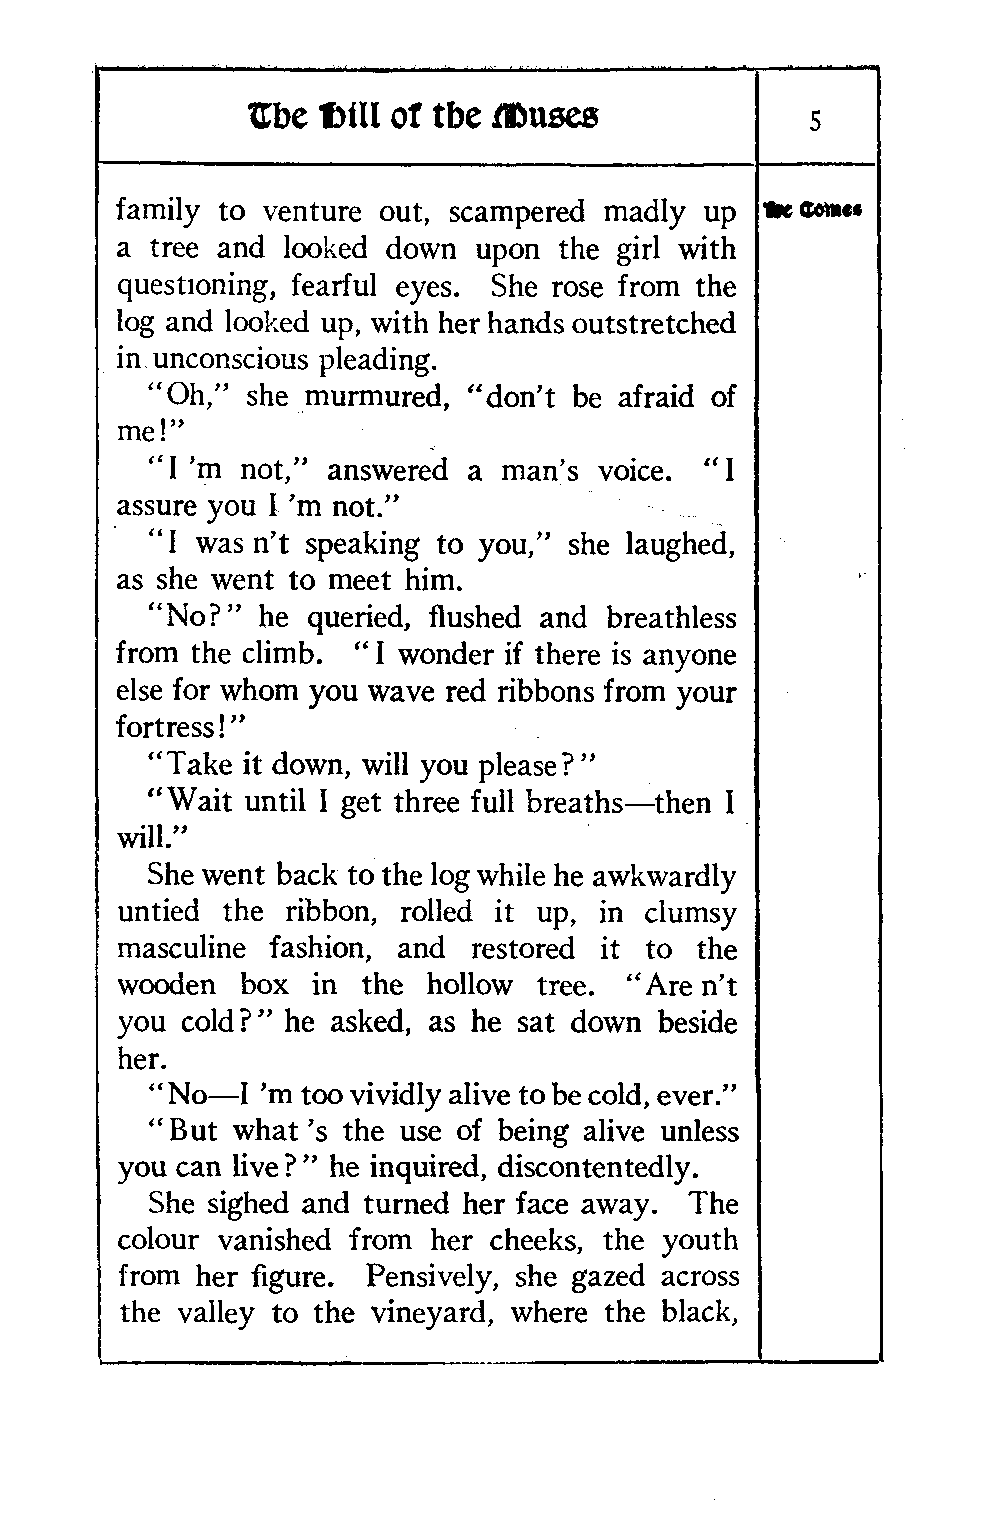 The Hill of the Muses
5
family to venture out, scampered madly up
He Comes
a tree and looked down upon the girl with
questioning, fearful eyes. She rose from the
log and looked up, with her hands outstretched
in unconscious pleading.
“Oh,” she murmured, “don’t be afraid of
me!”
“I ’m not,” answered a man’s voice. “I
assure you I ’m not.”
“I was n’t speaking to you,” she laughed,
as she went to meet him.
“No?” he queried, flushed and breathless
from the climb. “I wonder if there is anyone
else for whom you wave red ribbons from your
fortress!”
“Take it down, will you please?”
“Wait until I get three full breaths—then I
will.”
She went back to the log while he awkwardly
untied the ribbon, rolled it up, in clumsy
masculine fashion, and restored it to the
wooden box in the hollow tree. “Are n’t
you cold?” he asked, as he sat down beside
her.
“No—I ’m too vividly alive to be cold, ever.”
“But what ’s the use of being alive unless
you can live?” he inquired, discontentedly.
She sighed and turned her face away. The
colour vanished from her cheeks, the youth
from her figure. Pensively, she gazed across
the valley to the vineyard, where the black,